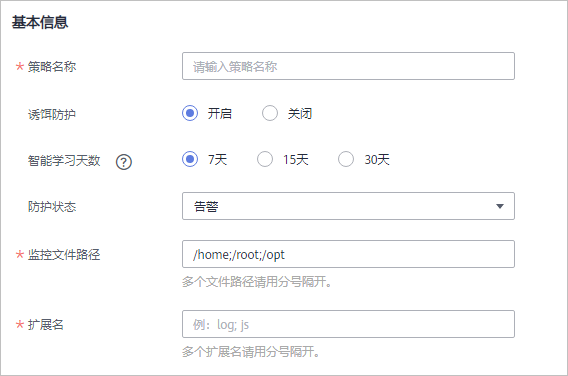 基本信息
* 策略名称 请输入策略名称
诱饵防护 开启 关闭
智能学习天数 ? 7天 15天 30天
防护状态 告警
* 监控文件路径 /home;/root;/opt
多个文件路径请用分号隔开。
* 扩展名 例：log; js
多个扩展名请用分号隔开。